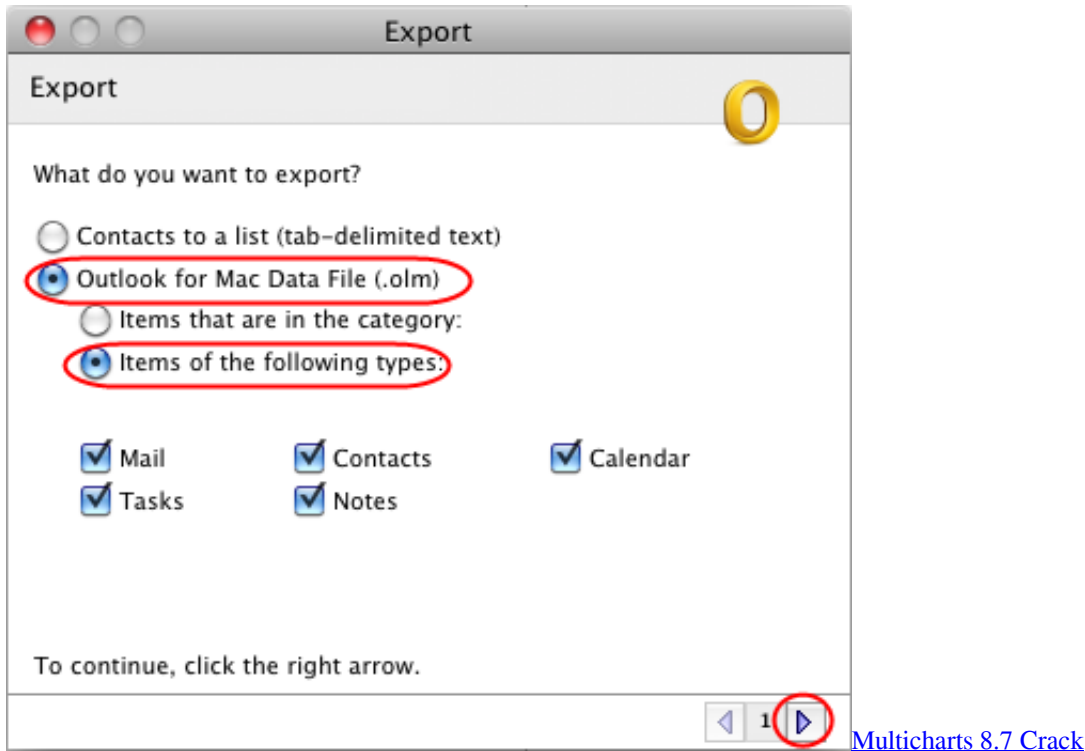 Export
Export
What do you want to export?
Contacts to a list (tab-delimited text)
Outlook for Mac Data File (.olm)
Items that are in the category:
Items of the following types:
Mail Contacts Calendar
Tasks Notes
To continue, click the right arrow.
1
Multicharts 8.7 Crack